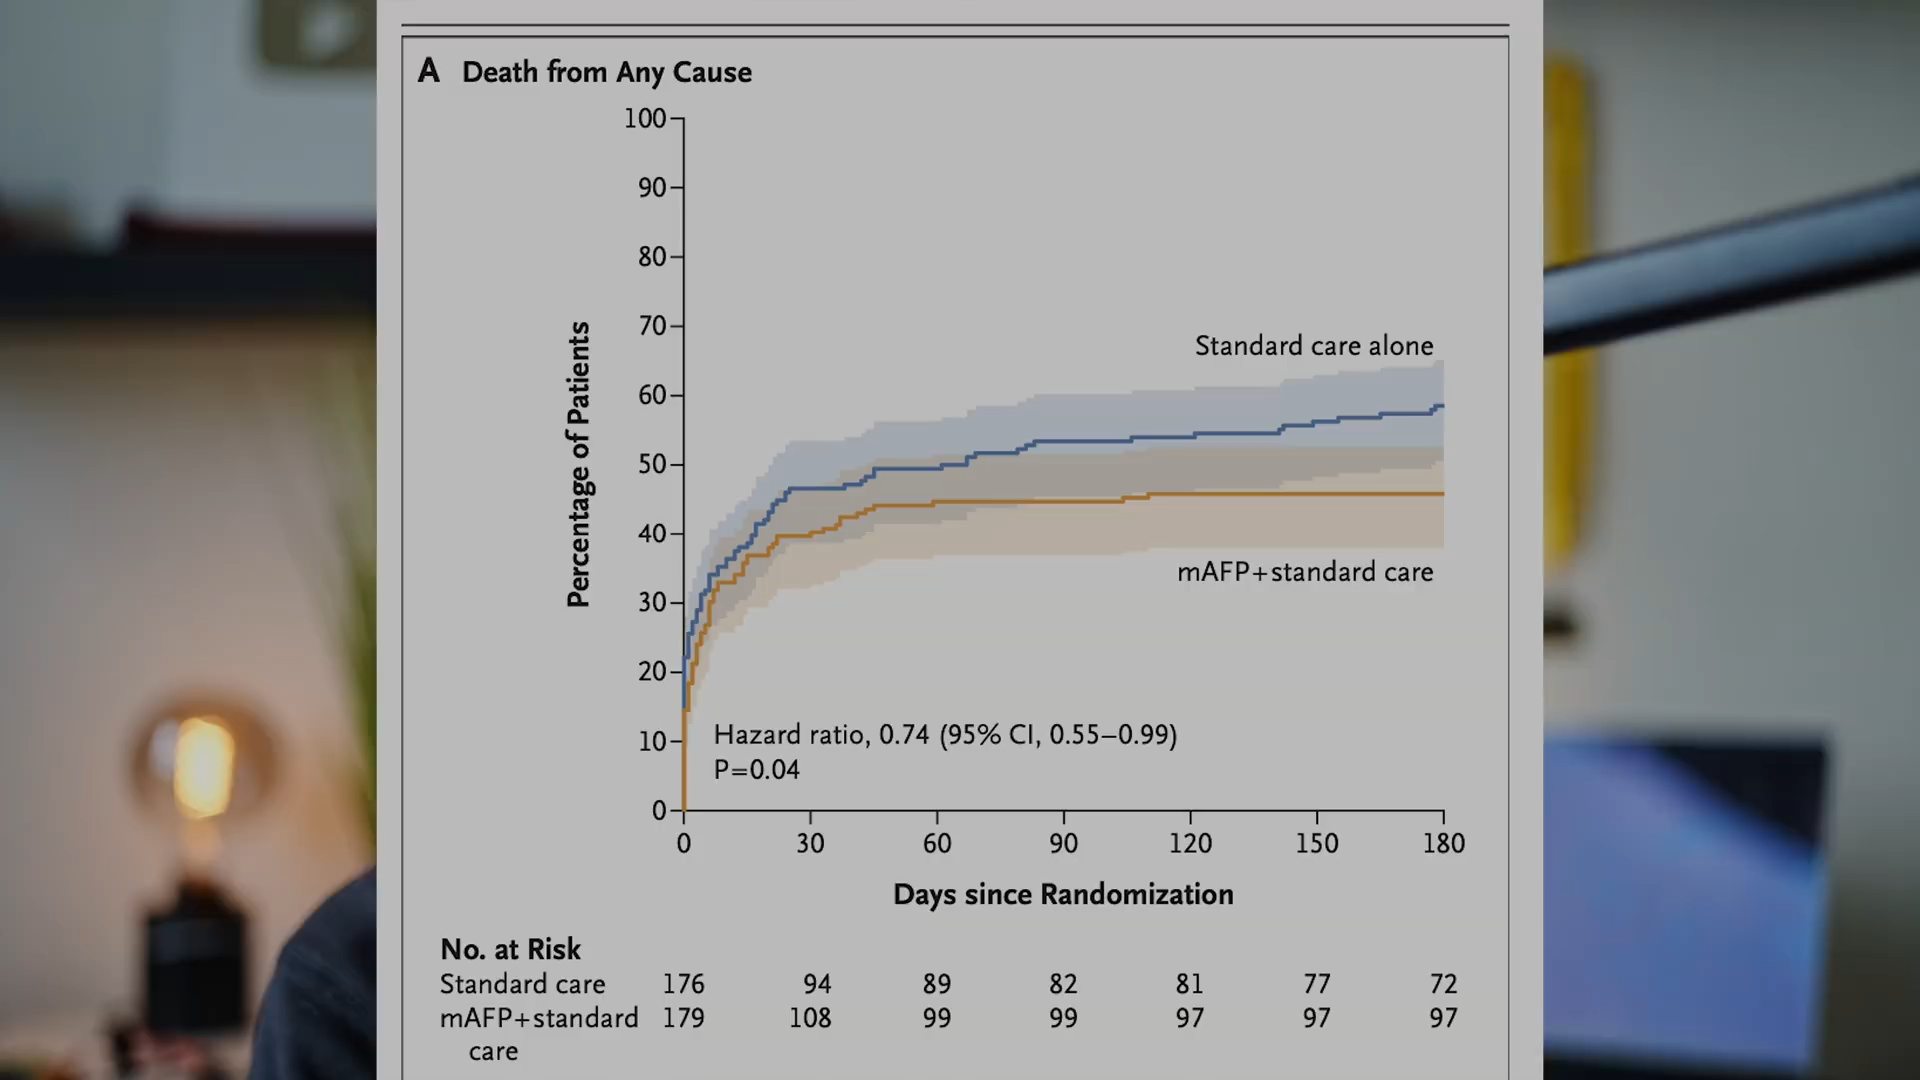 A Death from Any Cause
100
90
80
70
60
50
40
30
20
10
0
Percentage of Patients
Standard care alone
mAFP+standard care
Hazard ratio, 0.74 (95% CI, 0.55–0.99)
P=0.04
0 30 60 90 120 150 180
Days since Randomization
No. at Risk
Standard care 176 94 89 82 81 77 72
mAFP+standard 179 108 99 99 97 97 97
care